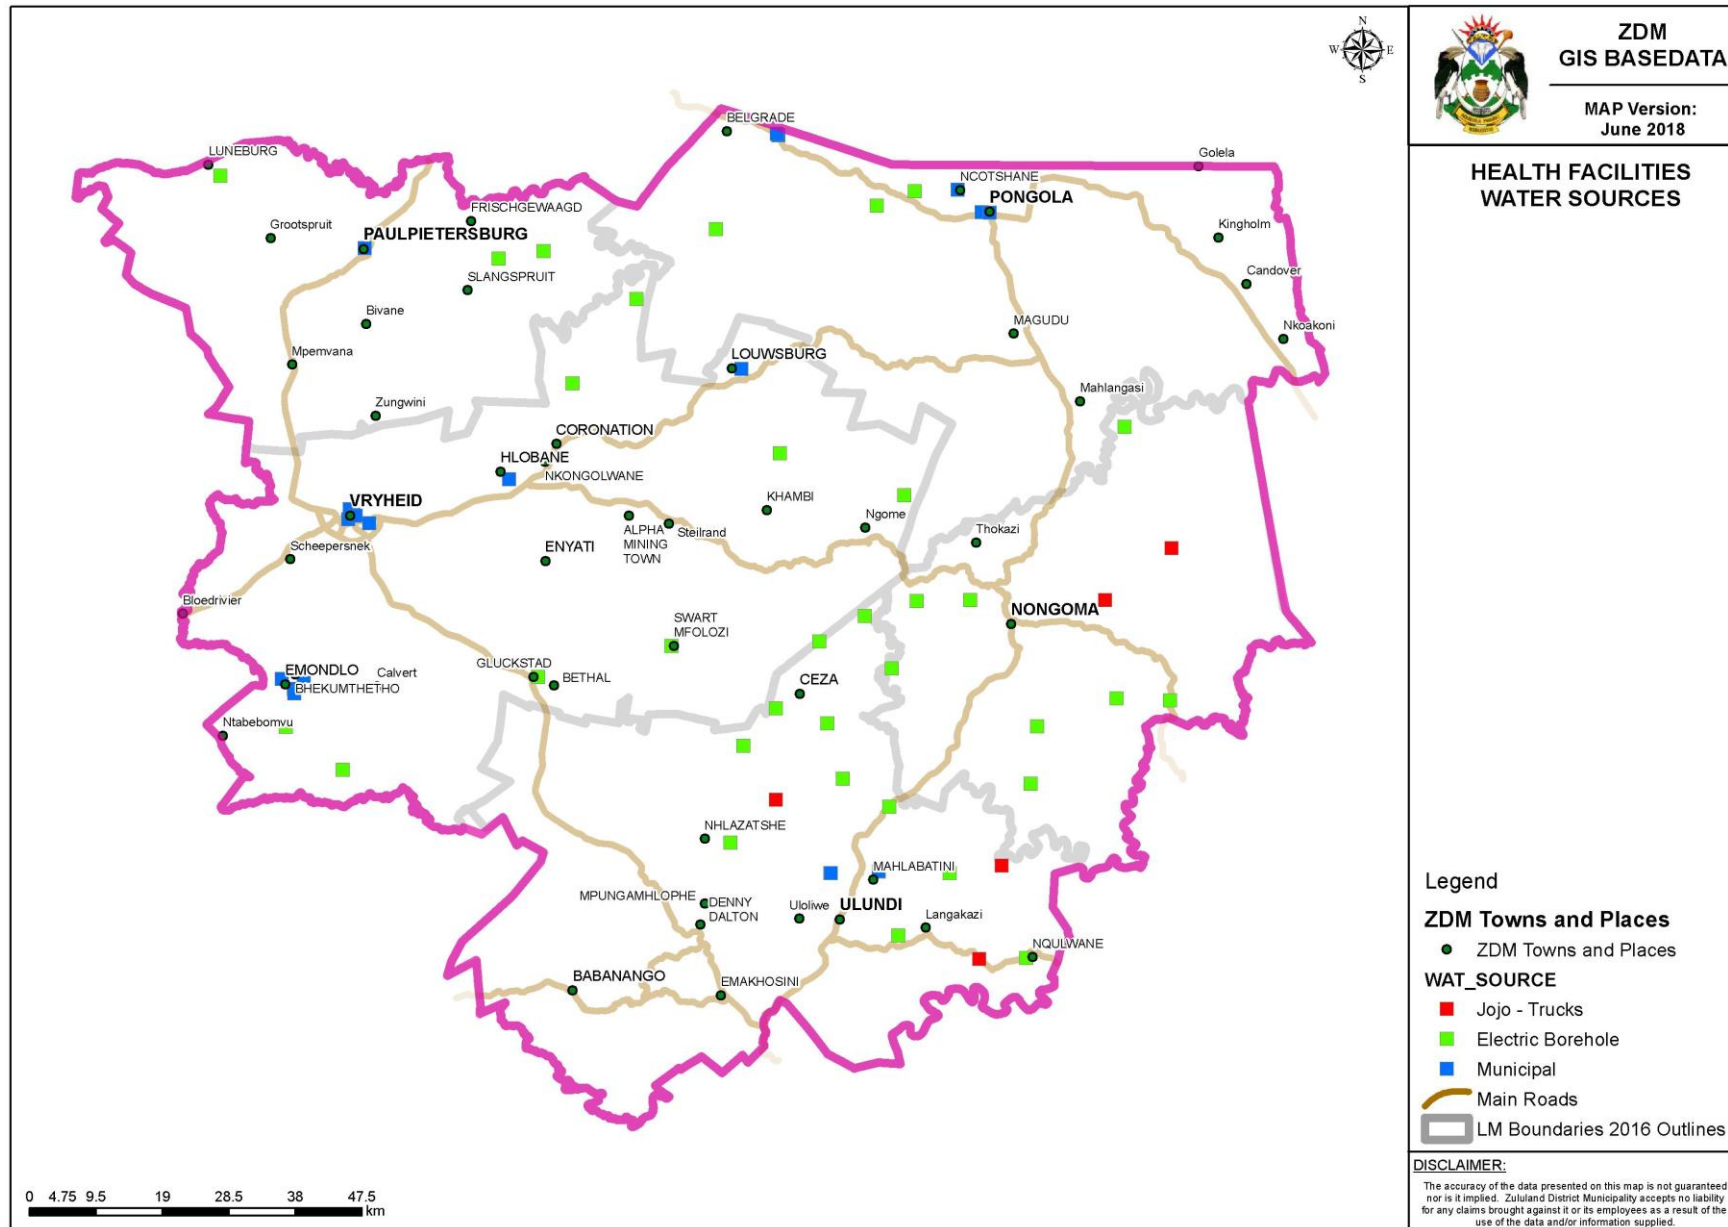 N
W
E
S
ZDM
GIS BASEDATA
MAP Version:
June 2018
HEALTH FACILITIES
WATER SOURCES
BELGRADE
LUNEBURG
Golela
NCOTSHANE
PONGOLA
FRISCHGEWAAGD
Grootspruit
PAULPIETERSBURG
Kingholm
SLANGSPRUIT
Candover
Bivane
MAGUDU
Nkoakoni
Mpemvana
LOUWSBURG
Mahlangasi
Zungwini
CORONATION
HLOBANE
NKONGOLWANE
VRYHEID
KHAMBI
Ngome
ALPHA
MINING
TOWN
Steilrand
Thokazi
Scheepersnek
ENYATI
Bloedrivier
NONGOMA
SWART
MFOLOZI
GLUCKSTAD
BETHAL
EMONDLO
Calvert
BHEKUMTHETHO
CEZA
Ntabebomvu
NHLAZATSHE
MAHLABATINI
MPUNGAMHLOPHE
DENNY
DALTON
Uloliwe
ULUNDI
Langakazi
NQULWANE
BABANANGO
EMAKHOSINI
0 4.75 9.5 19 28.5 38 47.5
km
Legend
ZDM Towns and Places
ZDM Towns and Places
WAT_SOURCE
Jojo - Trucks
Electric Borehole
Municipal
Main Roads
LM Boundaries 2016 Outlines
DISCLAIMER:
The accuracy of the data presented on this map is not guaranteed
nor is it implied. Zululand District Municipality accepts no liability
for any claims brought against it or its employees as a result of the
use of the data and/or information supplied.